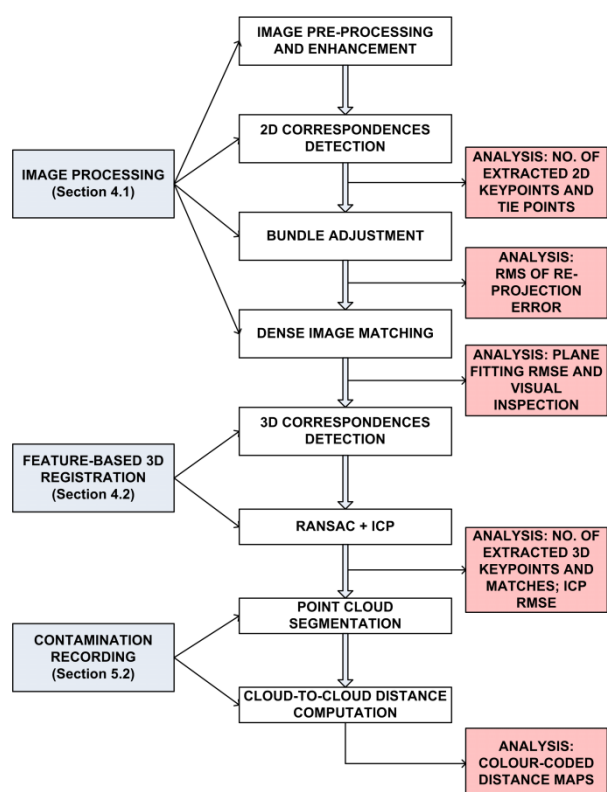 IMAGE PRE-PROCESSING
AND ENHANCEMENT
2D CORRESPONDENCES
DETECTION
IMAGE PROCESSING
(Section 4.1)
ANALYSIS: NO. OF
EXTRACTED 2D
KEYPOINTS AND
TIE POINTS
BUNDLE ADJUSTMENT
ANALYSIS:
RMS OF RE-
PROJECTION
ERROR
DENSE IMAGE MATCHING
ANALYSIS: PLANE
FITTING RMSE AND
VISUAL
INSPECTION
3D CORRESPONDENCES
DETECTION
FEATURE-BASED 3D
REGISTRATION
(Section 4.2)
RANSAC + ICP
ANALYSIS: NO. OF
EXTRACTED 3D
KEYPOINTS AND
MATCHES; ICP
RMSE
POINT CLOUD
SEGMENTATION
CONTAMINATION
RECORDING
(Section 5.2)
CLOUD-TO-CLOUD DISTANCE
COMPUTATION
ANALYSIS:
COLOUR-CODED
DISTANCE MAPS